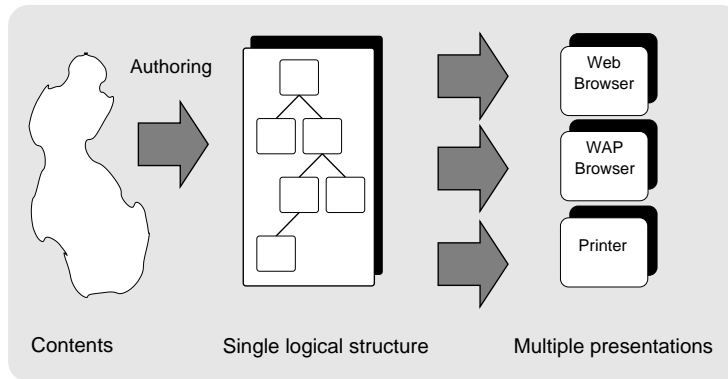 Authoring
Web
Browser
WAP
Browser
Printer
Contents
Single logical structure
Multiple presentations